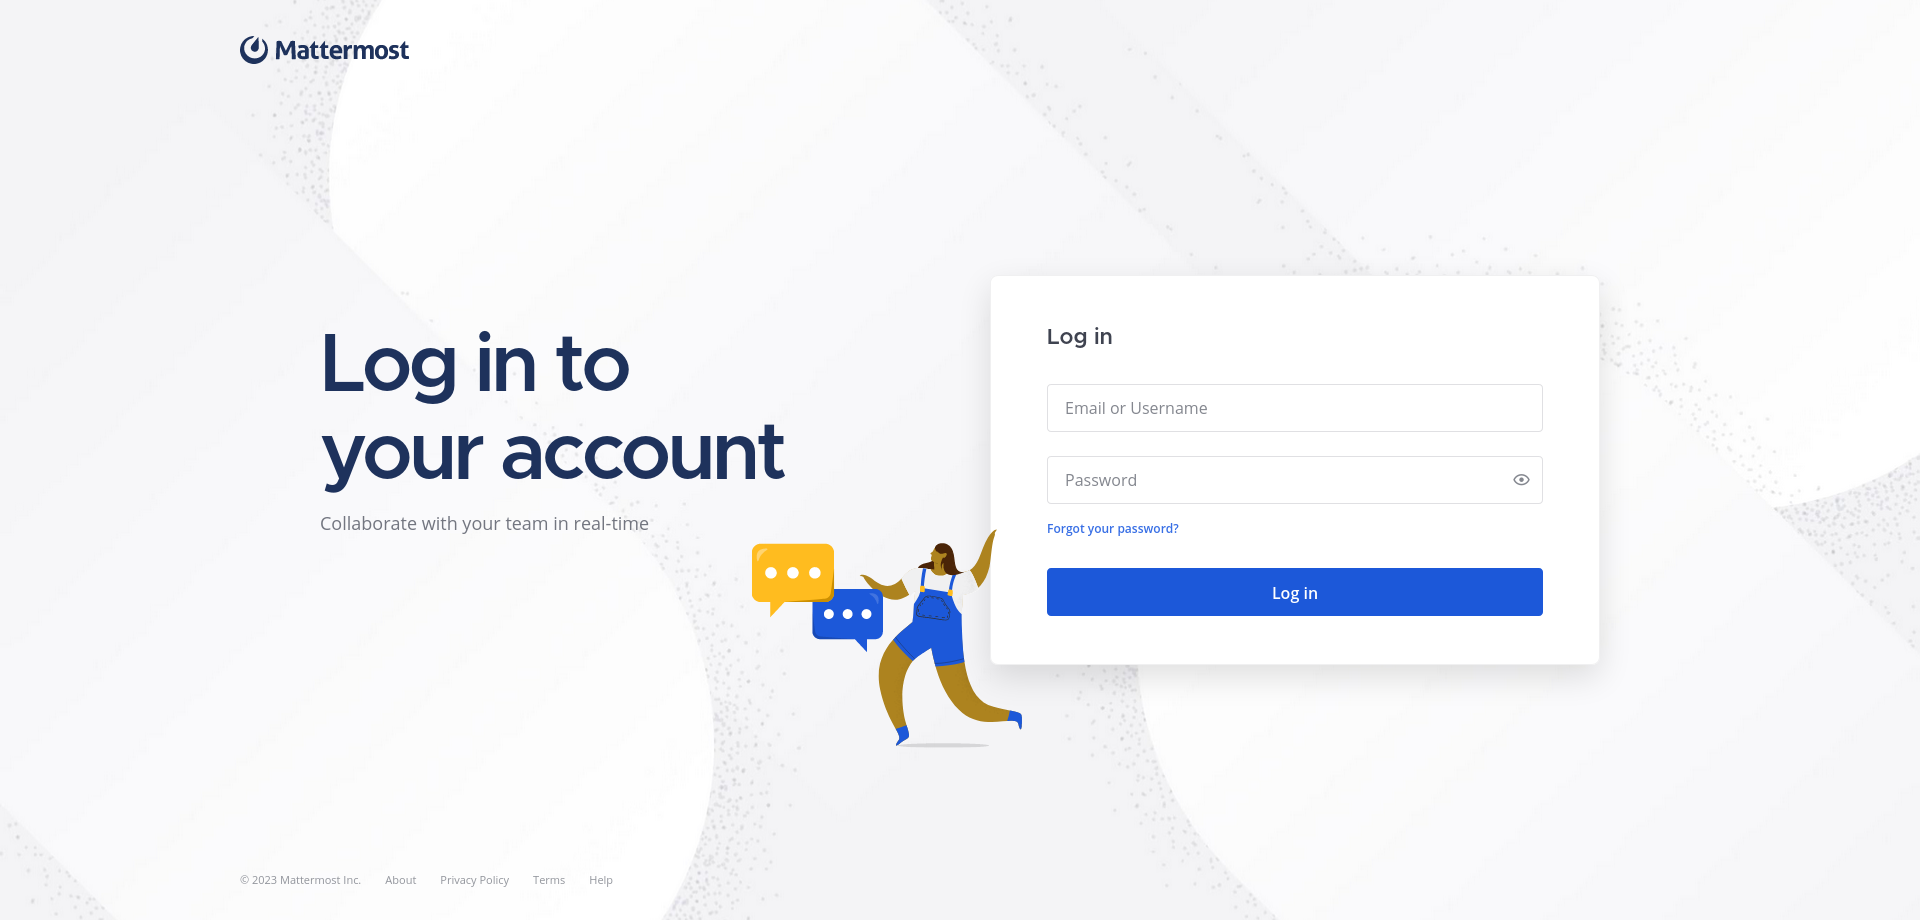 Mattermost
Log in to
your account
Collaborate with your team in real-time
Log in
Email or Username
Password
Forgot your password?
Log in
© 2023 Mattermost Inc. About Privacy Policy Terms Help